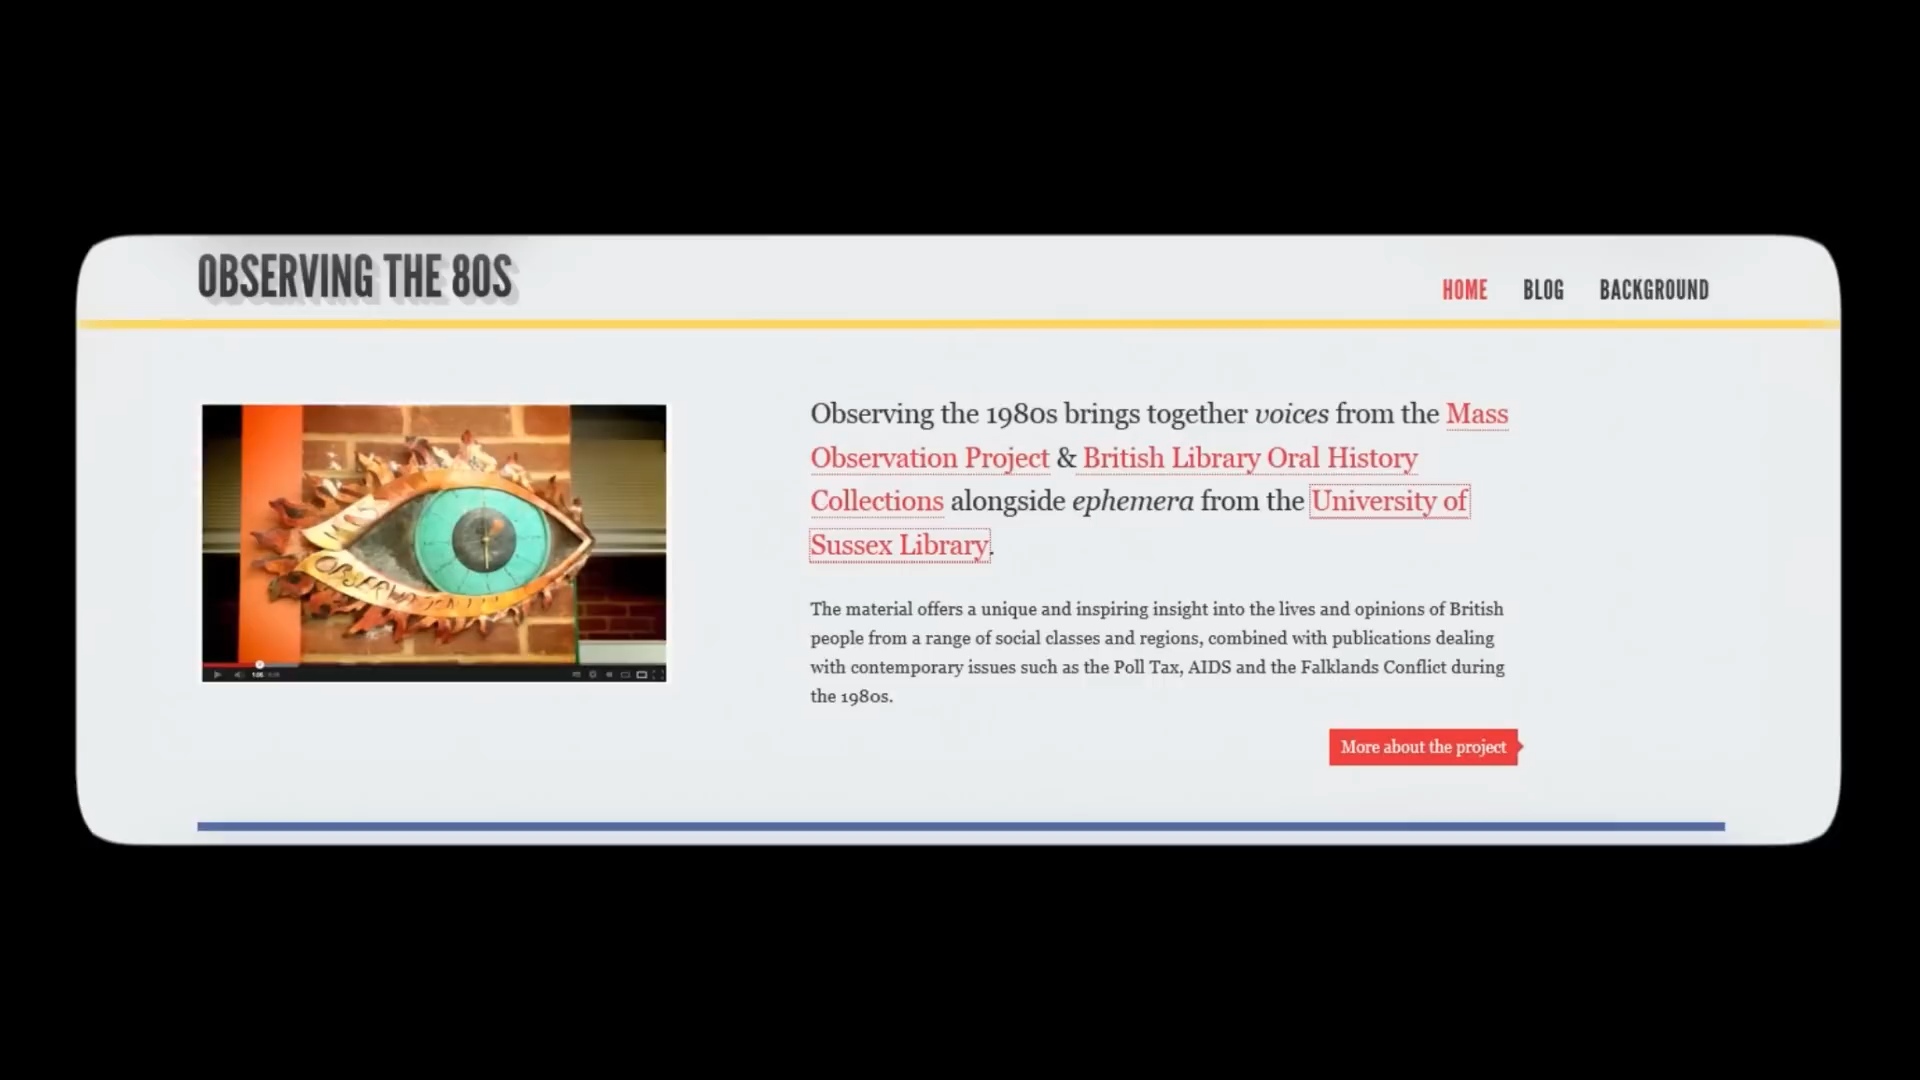 OBSERVING THE 80S
HOME BLOG BACKGROUND
MASS
OBSERVATION
Observing the 1980s brings together voices from the Mass
Observation Project & British Library Oral History
Collections alongside ephemera from the University of
Sussex Library.
The material offers a unique and inspiring insight into the lives and opinions of British
people from a range of social classes and regions, combined with publications dealing
with contemporary issues such as the Poll Tax, AIDS and the Falklands Conflict during
the 1980s.
More about the project